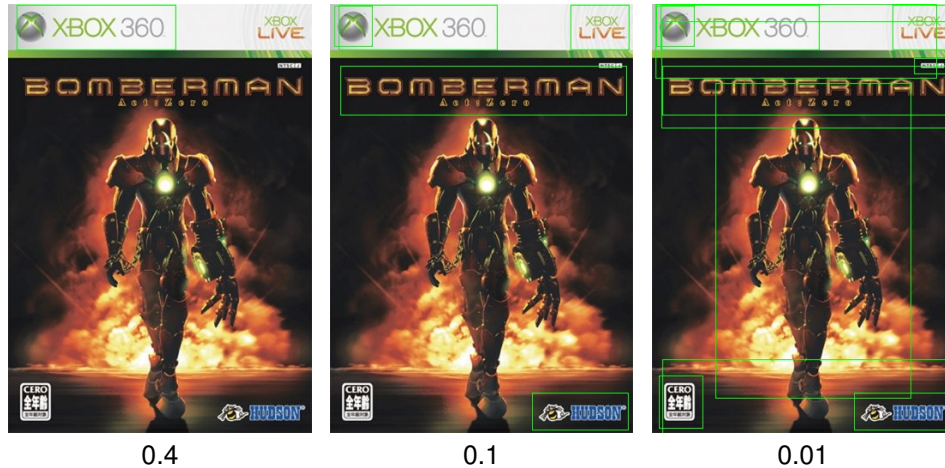 XBOX 360
XBOX
LIVE
BOMBERMAN
Act:Zero
CERO
全年齢
HUDSON
0.4
XBOX 360
XBOX
LIVE
BOMBERMAN
Act:Zero
CERO
全年齢
HUDSON
0.1
XBOX 360
XBOX
LIVE
BOMBERMAN
Act:Zero
CERO
全年齢
HUDSON
0.01